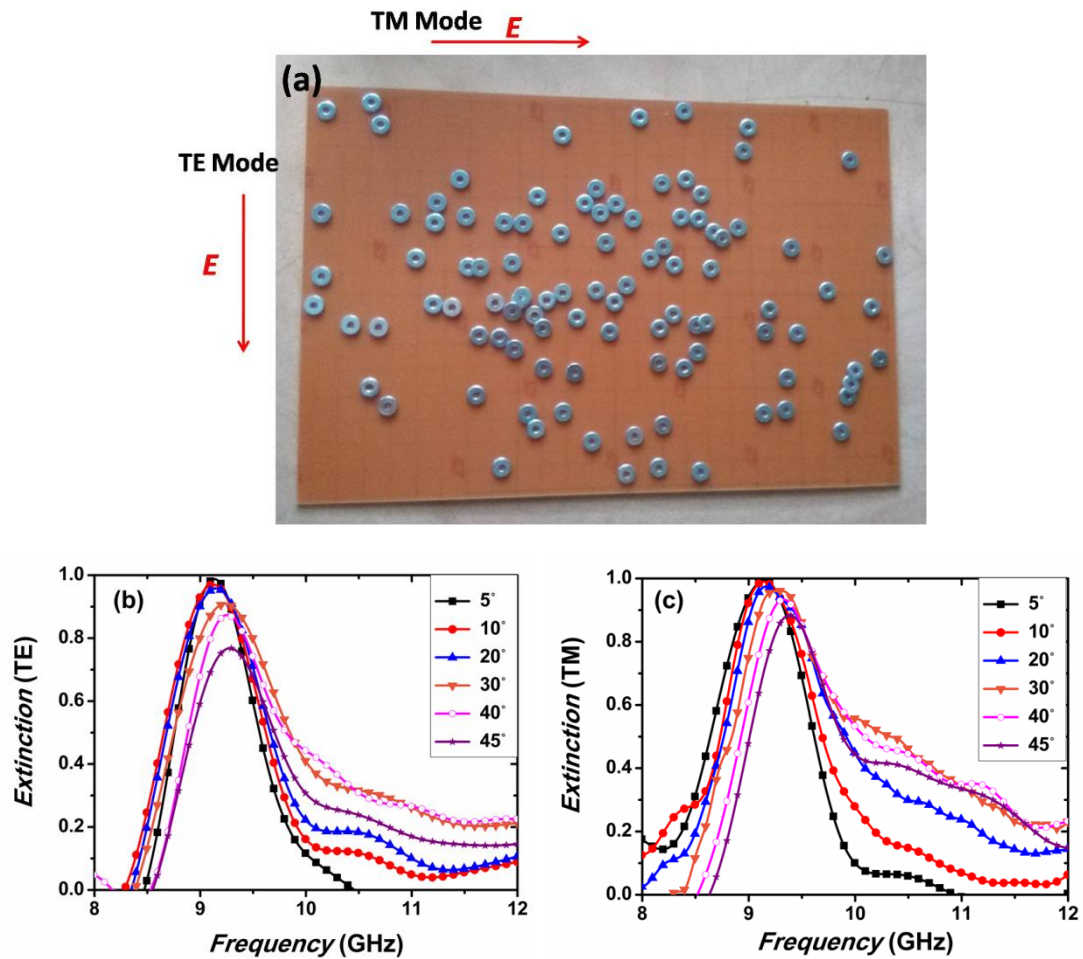 TM Mode
E
(a)
TE Mode
E
(b)
Extinction (TE)
1.0
0.8
0.6
0.4
0.2
0.0
5°
10°
20°
30°
40°
45°
8 9 10 11 12
Frequency (GHz)
(c)
Extinction (TM)
1.0
0.8
0.6
0.4
0.2
0.0
5°
10°
20°
30°
40°
45°
8 9 10 11 12
Frequency (GHz)